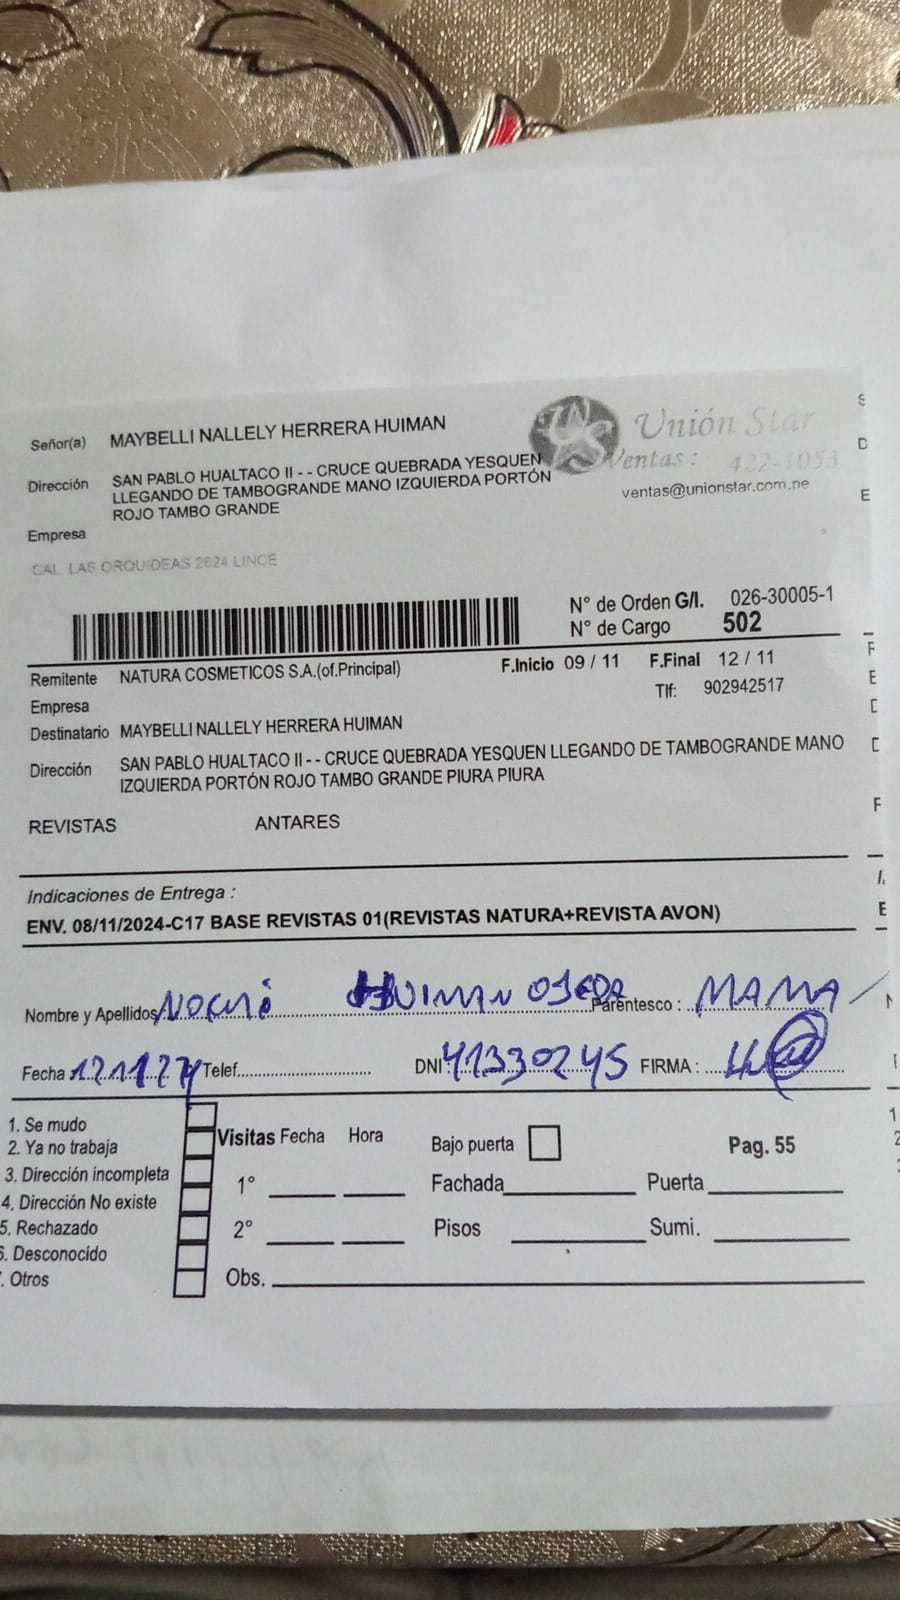 Señor(a) MAYBELLI NALLELY HERRERA HUIMAN
Unión Star
Ventas : 422-1053
ventas@unionstar.com.pe
Dirección SAN PABLO HUALTACO II - - CRUCE QUEBRADA YESQUEN
LLEGANDO DE TAMBOGRANDE MANO IZQUIERDA PORTÓN
ROJO TAMBO GRANDE
Empresa
CAL. LAS ORQUIDEAS 2624 LINCE
N° de Orden G/I. 026-30005-1
N° de Cargo 502
Remitente NATURA COSMETICOS S.A.(of.Principal) F.Inicio 09 / 11 F.Final 12 / 11
Empresa Tlf: 902942517
Destinatario MAYBELLI NALLELY HERRERA HUIMAN
Dirección SAN PABLO HUALTACO II - - CRUCE QUEBRADA YESQUEN LLEGANDO DE TAMBOGRANDE MANO
IZQUIERDA PORTÓN ROJO TAMBO GRANDE PIURA PIURA
REVISTAS ANTARES
Indicaciones de Entrega :
ENV. 08/11/2024-C17 BASE REVISTAS 01(REVISTAS NATURA+REVISTA AVON)
Nombre y Apellidos HUIMAN Parentesco : MAMA
Fecha Telef. DNI: 41330245 FIRMA :
1. Se mudo
2. Ya no trabaja
3. Dirección incompleta
4. Dirección No existe
5. Rechazado
6. Desconocido
7. Otros
Visitas Fecha Hora
1°
2°
Obs.
Bajo puerta Pag. 55
Fachada Puerta
Pisos Sumi.